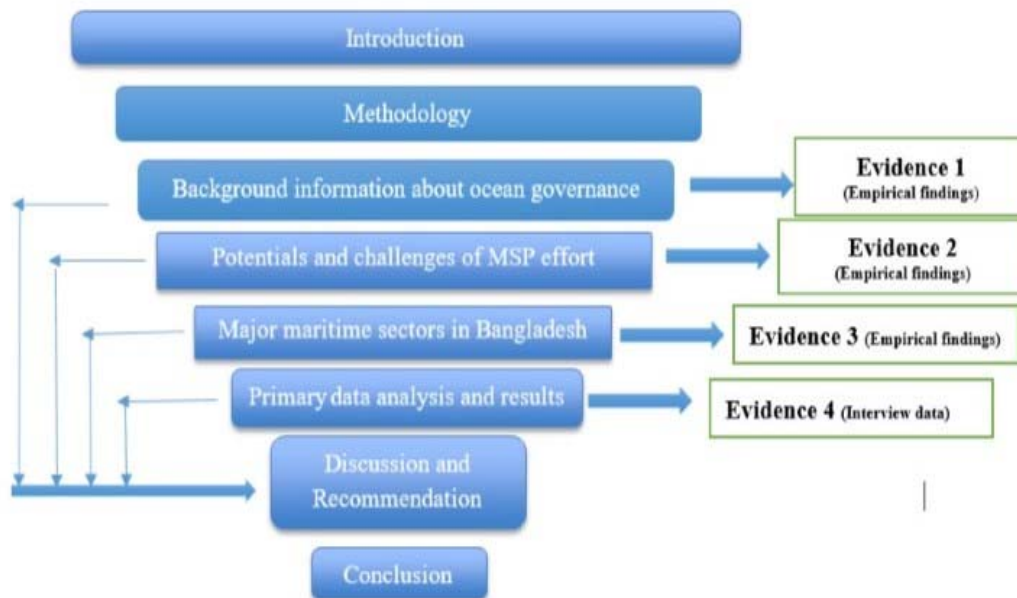 Introduction
Methodology
Background information about ocean governance
Evidence 1
(Empirical findings)
Potentials and challenges of MSP effort
Evidence 2
(Empirical findings)
Major maritime sectors in Bangladesh
Evidence 3 (Empirical findings)
Primary data analysis and results
Evidence 4 (Interview data)
Discussion and
Recommendation
Conclusion